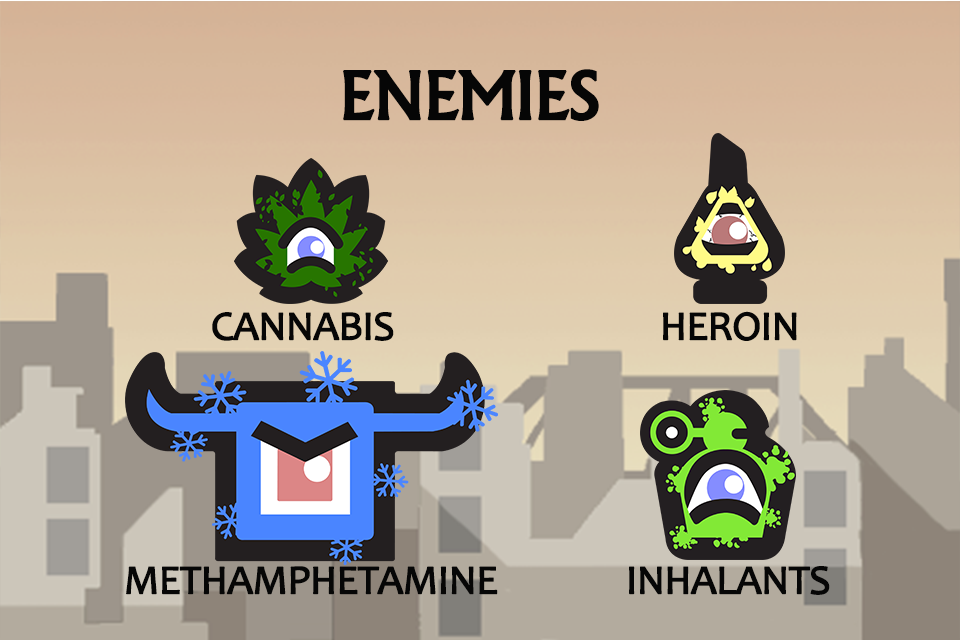 ENEMIES
CANNABIS
HEROIN
METHAMPHETAMINE
INHALANTS